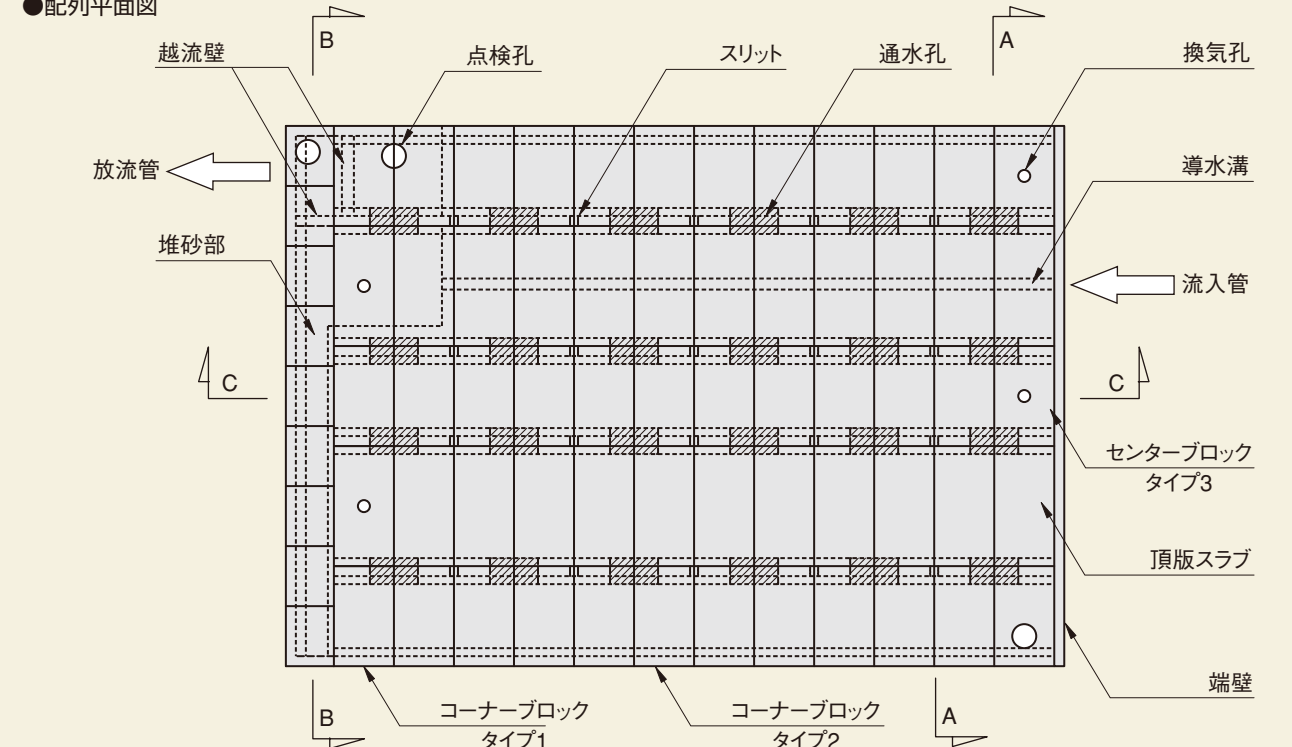 ●配列平面図
B
A
越流壁
点検孔
スリット
通水孔
換気孔
放流管
導水溝
堆砂部
流入管
C
C
センターブロック
タイプ3
頂版スラブ
端壁
B
コーナーブロック
タイプ1
コーナーブロック
タイプ2
A